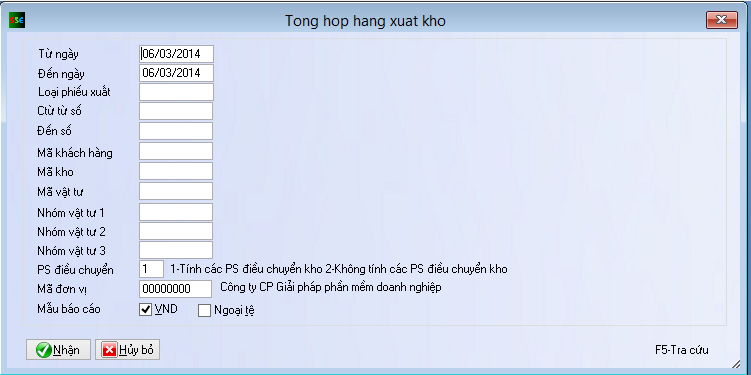 Tong hop hang xuat kho
Từ ngày 06/03/2014
Đến ngày 06/03/2014
Loại phiếu xuất
Ctừ từ số
Đến số
Mã khách hàng
Mã kho
Mã vật tư
Nhóm vật tư 1
Nhóm vật tư 2
Nhóm vật tư 3
PS điều chuyển 1 1-Tính các PS điều chuyển kho 2-Không tính các PS điều chuyển kho
Mã đơn vị 00000000 Công ty CP Giải pháp phần mềm doanh nghiệp
Mẫu báo cáo VND Ngoại tệ
Nhận Hủy bỏ F5-Tra cứu